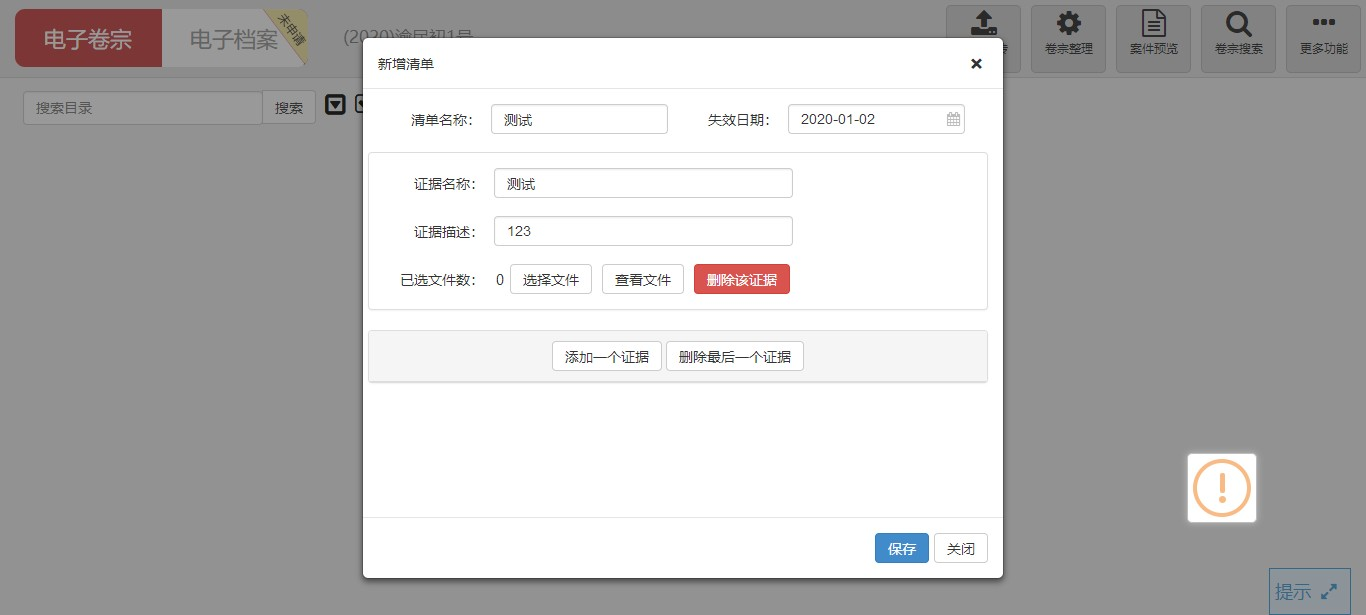 电子卷宗
电子档案
未申请
(2020)渝民初1号
卷宗整理
案件预览
卷宗搜索
更多功能
搜索目录
搜索
新增清单
清单名称:
测试
失效日期:
2020-01-02
证据名称:
测试
证据描述:
123
已选文件数: 0 选择文件 查看文件 删除该证据
添加一个证据 删除最后一个证据
保存 关闭
提示